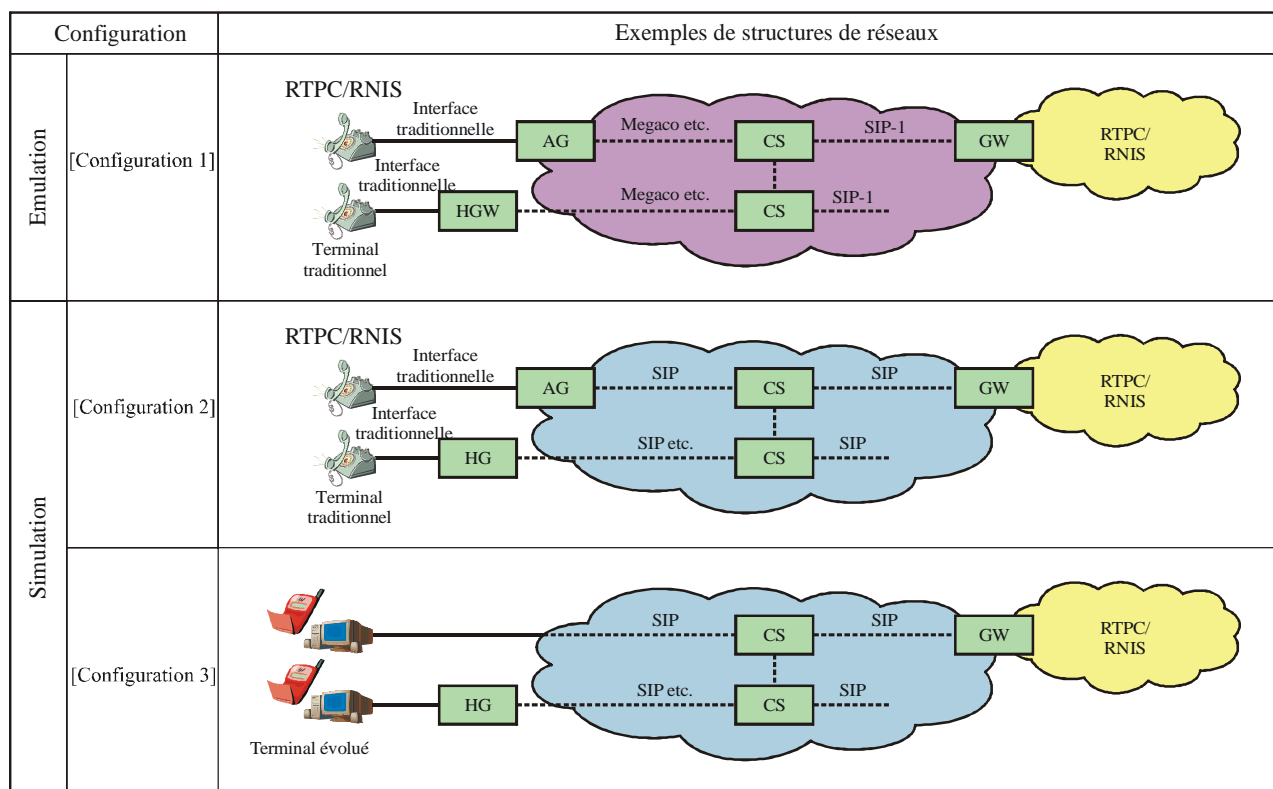 Configuration
Exemples de structures de réseaux
Emulation
[Configuration 1]
RTPC/RNIS
Interface
traditionnelle
AG
Megaco etc.
CS
SIP-1
GW
RTPC/
RNIS
Interface
traditionnelle
HGW
Megaco etc.
CS
SIP-1
Terminal
traditionnel
Simulation
[Configuration 2]
RTPC/RNIS
Interface
traditionnelle
AG
SIP
CS
SIP
GW
RTPC/
RNIS
Interface
traditionnelle
HG
SIP etc.
CS
SIP
Terminal
traditionnel
[Configuration 3]
SIP
CS
SIP
GW
RTPC/
RNIS
HG
SIP etc.
CS
SIP
Terminal évolué